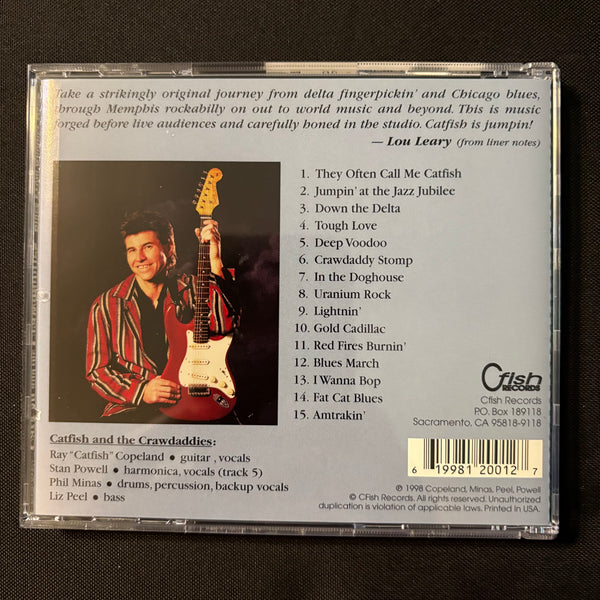 Take a strikingly original journey from delta fingerpickin' and Chicago blues,
through Memphis rockabilly on out to world music and beyond. This is music
forged before live audiences and carefully honed in the studio. Catfish is jumpin!
— Lou Leary (from liner notes)
1. They Often Call Me Catfish
2. Jumpin' at the Jazz Jubilee
3. Down the Delta
4. Tough Love
5. Deep Voodoo
6. Crawdaddy Stomp
7. In the Doghouse
8. Uranium Rock
9. Lightnin'
10. Gold Cadillac
11. Red Fires Burnin'
12. Blues March
13. I Wanna Bop
14. Fat Cat Blues
15. Amtrakin'
Catfish and the Crawdaddies:
Ray "Catfish" Copeland • guitar, vocals
Stan Powell • harmonica, vocals (track 5)
Phil Minas • drums, percussion, backup vocals
Liz Peel • bass
Cfish
RECORDS
Cfish Records
P.O. Box 189118
Sacramento, CA 95818-9118
6 19981 20012 7
℗ 1998 Copeland, Minas, Peel, Powell
© CFish Records. All rights reserved. Unauthorized
duplication is violation of applicable laws. Printed in USA.